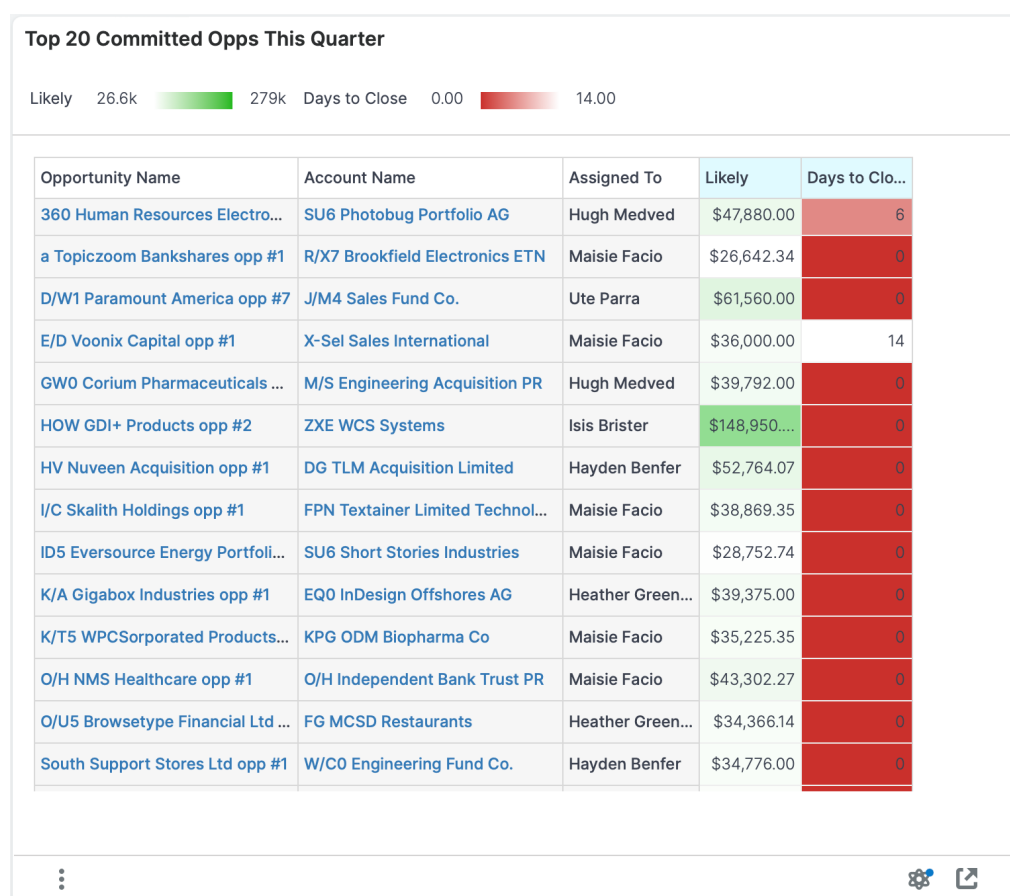 Top 20 Committed Opps This Quarter
Likely 26.6k 279k Days to Close 0.00 14.00
Opportunity Name Account Name Assigned To Likely Days to Clo...
360 Human Resources Electro... SU6 Photobug Portfolio AG Hugh Medved $47,880.00 6
a Topiczoom Bankshares opp #1 R/X7 Brookfield Electronics ETN Maisie Facio $26,642.34 0
D/W1 Paramount America opp #7 J/M4 Sales Fund Co. Ute Parra $61,560.00 0
E/D Voonix Capital opp #1 X-Sel Sales International Maisie Facio $36,000.00 14
GW0 Corium Pharmaceuticals ... M/S Engineering Acquisition PR Hugh Medved $39,792.00 0
HOW GDI+ Products opp #2 ZXE WCS Systems Isis Brister $148,950.... 0
HV Nuveen Acquisition opp #1 DG TLM Acquisition Limited Hayden Benfer $52,764.07 0
I/C Skalith Holdings opp #1 FPN Textainer Limited Technol... Maisie Facio $38,869.35 0
ID5 Eversource Energy Portfoli... SU6 Short Stories Industries Maisie Facio $28,752.74 0
K/A Gigabox Industries opp #1 EQ0 InDesign Offshores AG Heather Green... $39,375.00 0
K/T5 WPCSorporated Products... KPG ODM Biopharma Co Maisie Facio $35,225.35 0
O/H NMS Healthcare opp #1 O/H Independent Bank Trust PR Maisie Facio $43,302.27 0
O/U5 Browsetype Financial Ltd ... FG MCSD Restaurants Heather Green... $34,366.14 0
South Support Stores Ltd opp #1 W/C0 Engineering Fund Co. Hayden Benfer $34,776.00 0